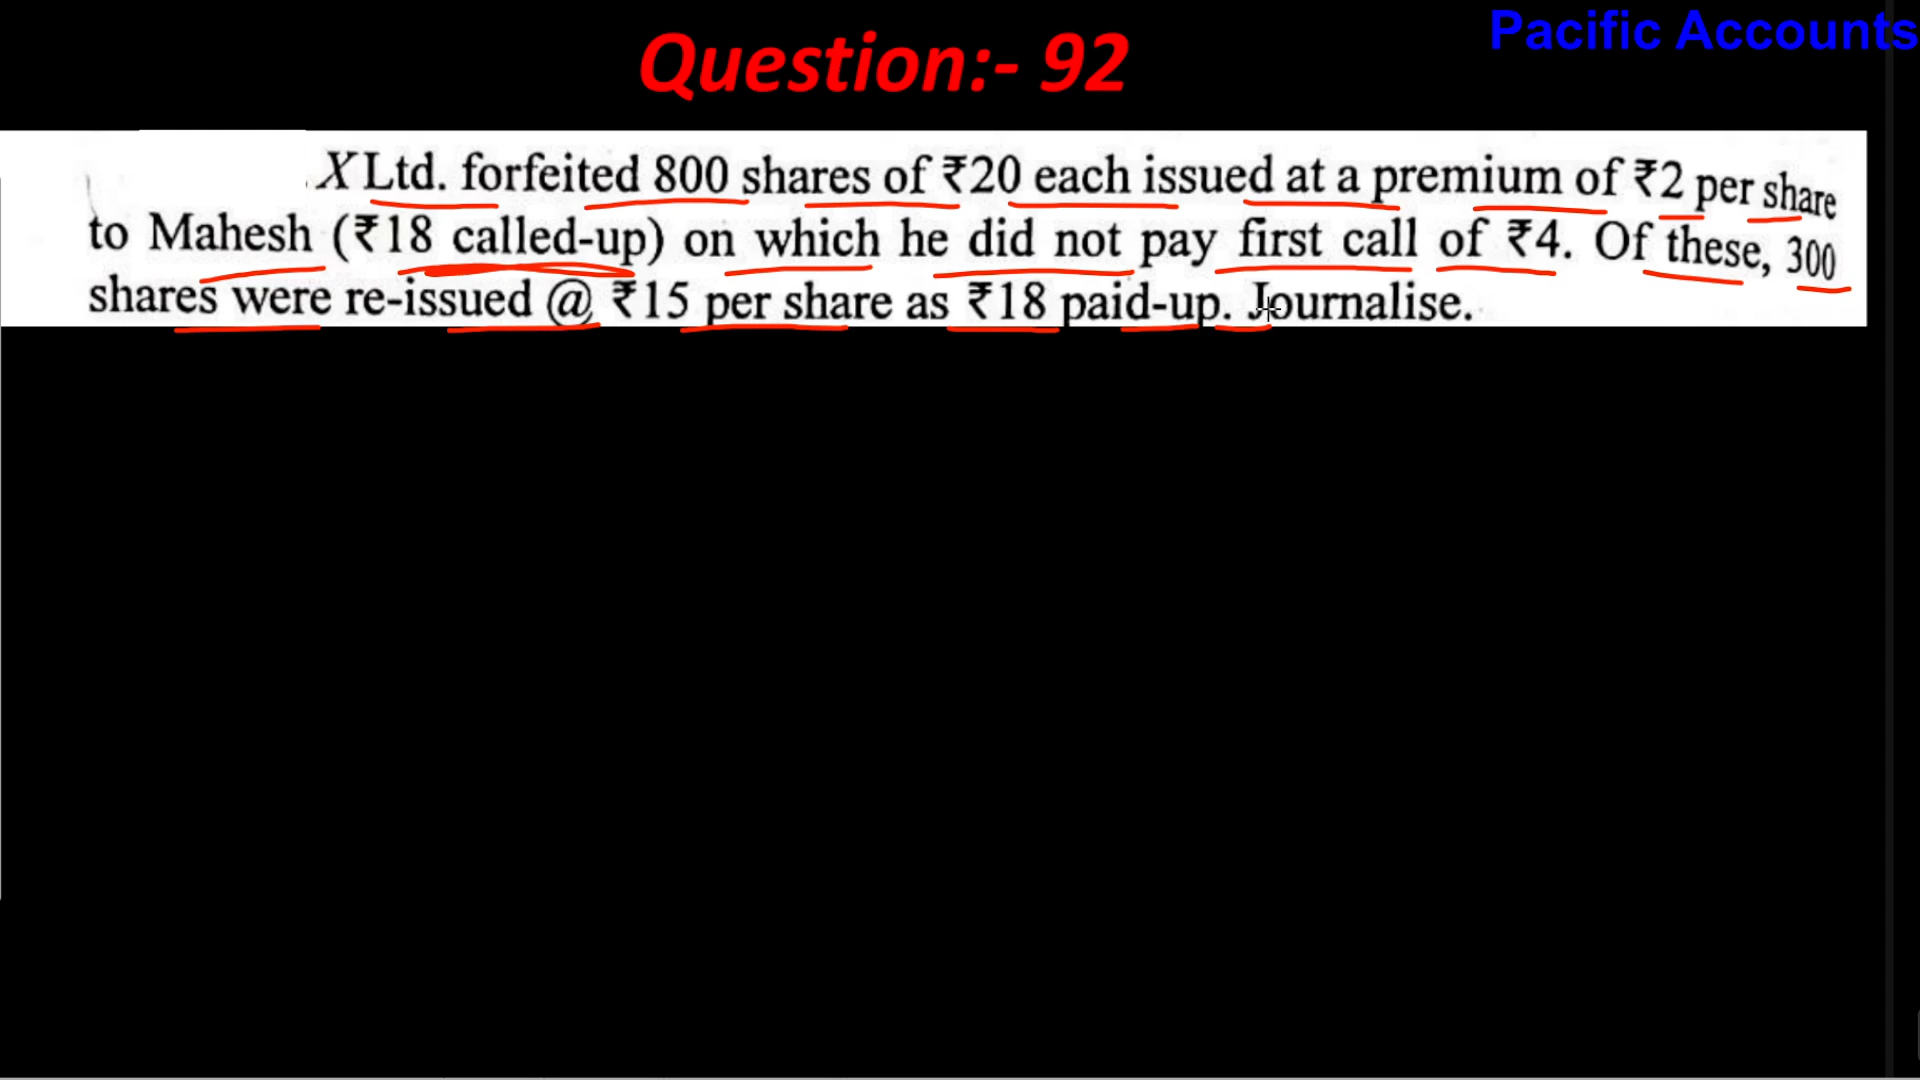 Pacific Accounts
Question:- 92
X Ltd. forfeited 800 shares of ₹20 each issued at a premium of ₹2 per share
to Mahesh (₹18 called-up) on which he did not pay first call of ₹4. Of these, 300
shares were re-issued @ ₹15 per share as ₹18 paid-up. Journalise.